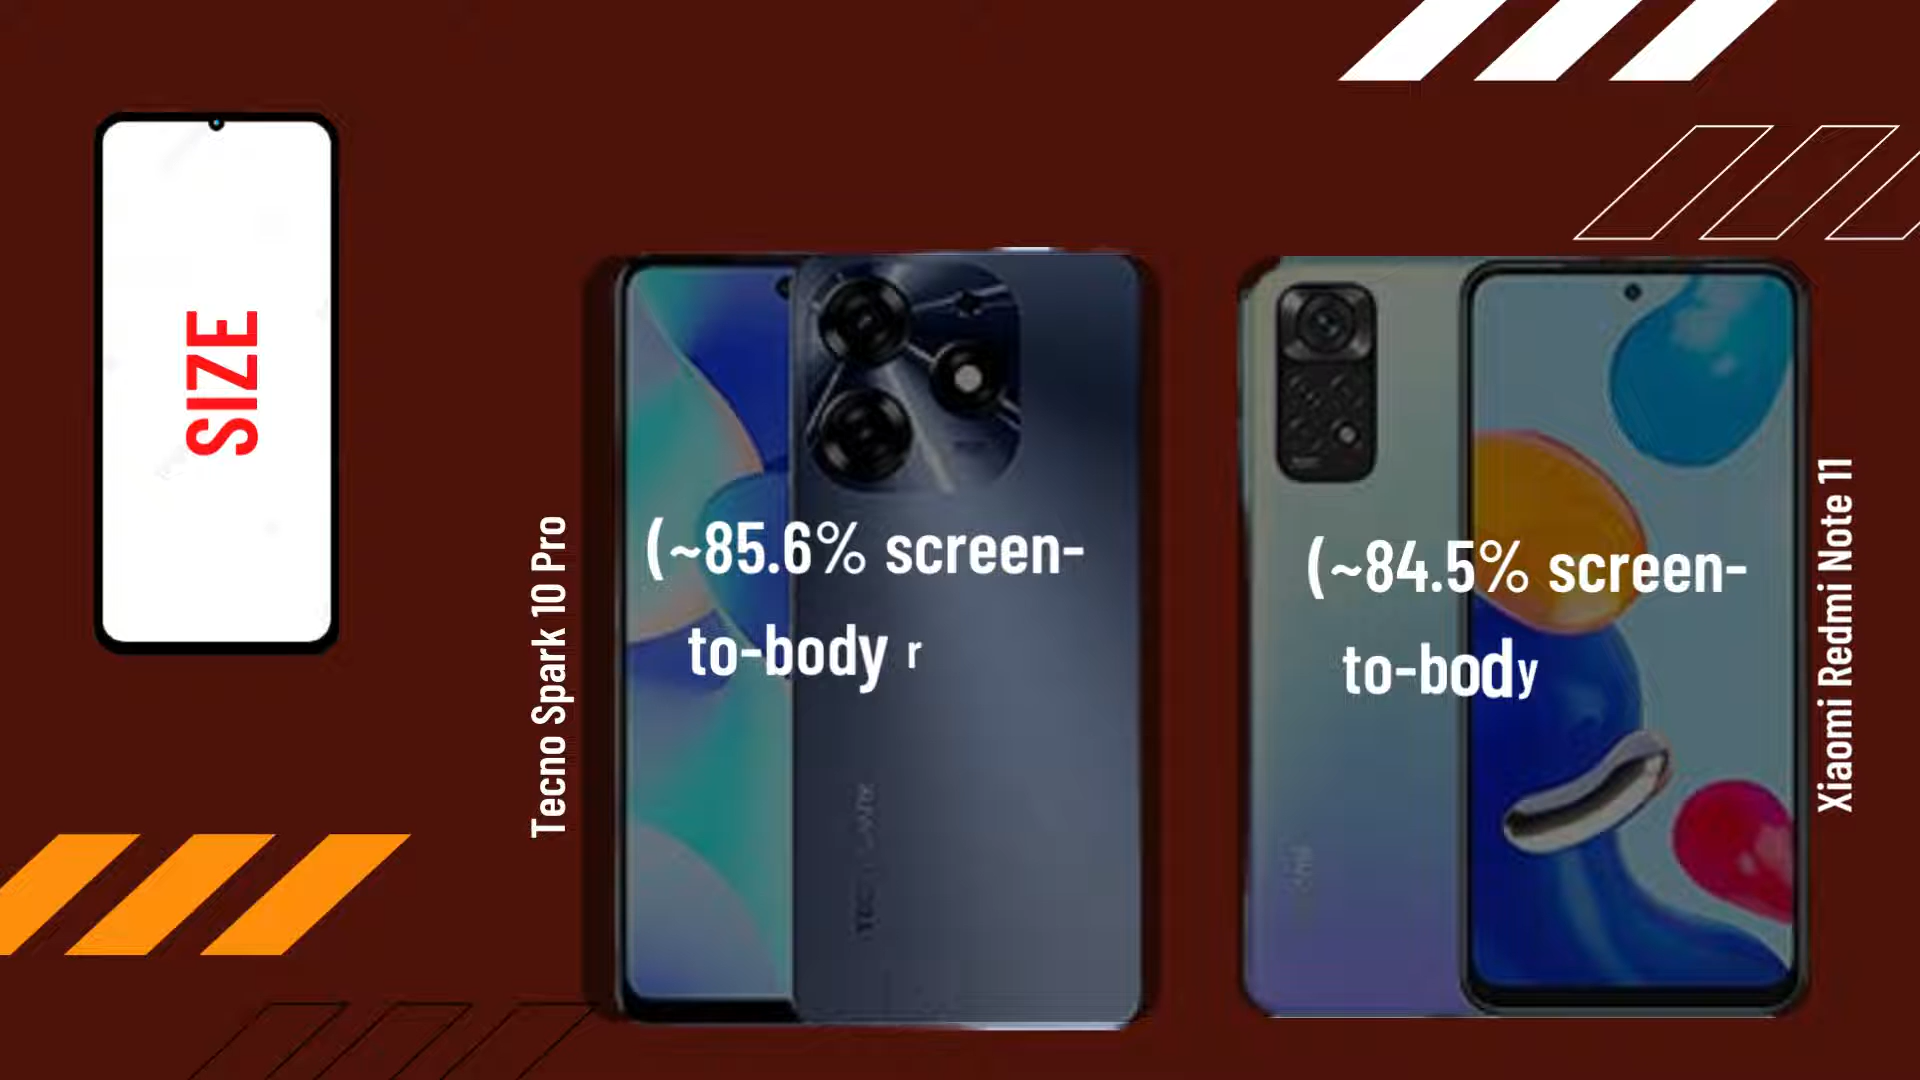 SIZE
Tecno Spark 10 Pro
(~85.6% screen-
to-body r
(~84.5% screen-
to-body
Xiaomi Redmi Note 11